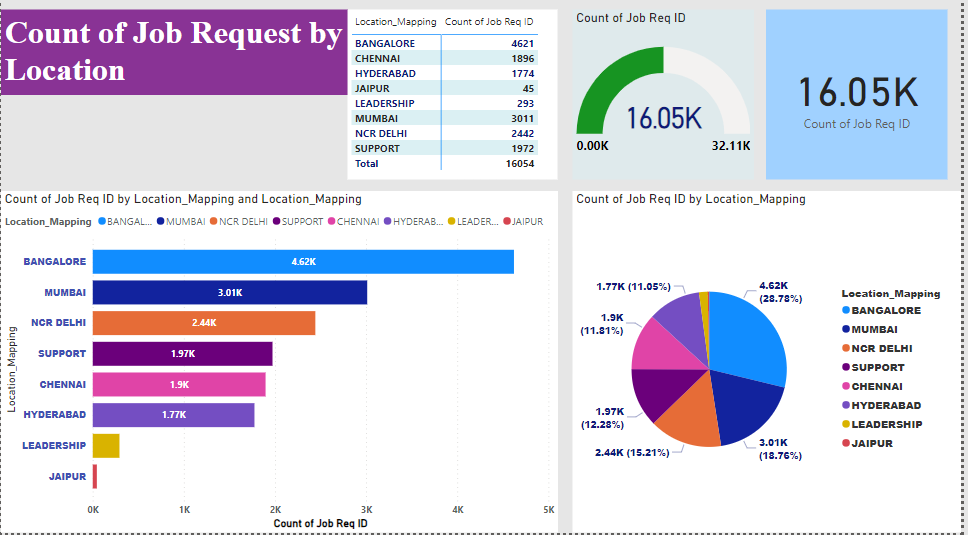 Count of Job Request by
Location
Location_Mapping Count of Job Req ID
BANGALORE 4621
CHENNAI 1896
HYDERABAD 1774
JAIPUR 45
LEADERSHIP 293
MUMBAI 3011
NCR DELHI 2442
SUPPORT 1972
Total 16054
Count of Job Req ID
16.05K
0.00K 32.11K
16.05K
Count of Job Req ID
Count of Job Req ID by Location_Mapping and Location_Mapping
Location_Mapping BANGAL... MUMBAI NCR DELHI SUPPORT CHENNAI HYDERAB... LEADER... JAIPUR
Location_Mapping
BANGALORE 4.62K
MUMBAI 3.01K
NCR DELHI 2.44K
SUPPORT 1.97K
CHENNAI 1.9K
HYDERABAD 1.77K
LEADERSHIP
JAIPUR
0K 1K 2K 3K 4K 5K
Count of Job Req ID
Count of Job Req ID by Location_Mapping
4.62K
(28.78%)
3.01K
(18.76%)
2.44K (15.21%)
1.97K
(12.28%)
1.9K
(11.81%)
1.77K (11.05%)
Location_Mapping
BANGALORE
MUMBAI
NCR DELHI
SUPPORT
CHENNAI
HYDERABAD
LEADERSHIP
JAIPUR